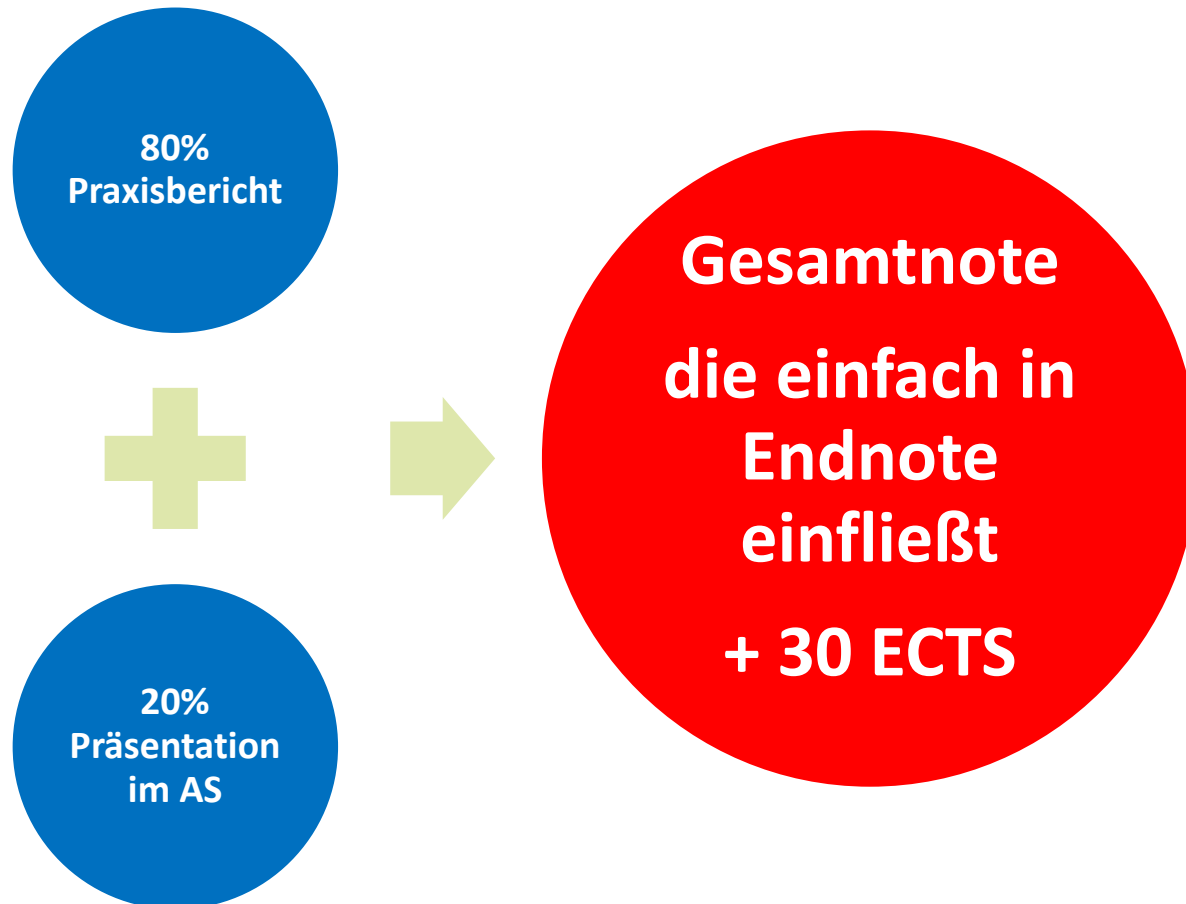 80%
Praxisbericht
20%
Präsentation
im AS
Gesamtnote
die einfach in
Endnote
einfließt
+ 30 ECTS